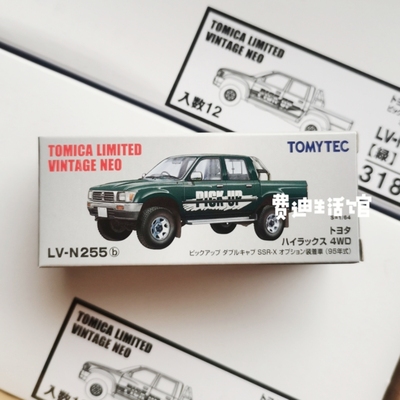 TOMICA LIMITED
VINTAGE NEO
入数12
LV-N
[緑]
318
TOMICA LIMITED
VINTAGE NEO
TOMYTEC
PICK UP
费迪生活馆
S=1/64
トヨタ
ハイラックス 4WD
LV-N255b
ピックアップ ダブルキャブ SSR-X オプション装着車 (95年式)
TOMICA LIMITED
VINTAGE NEO
入数